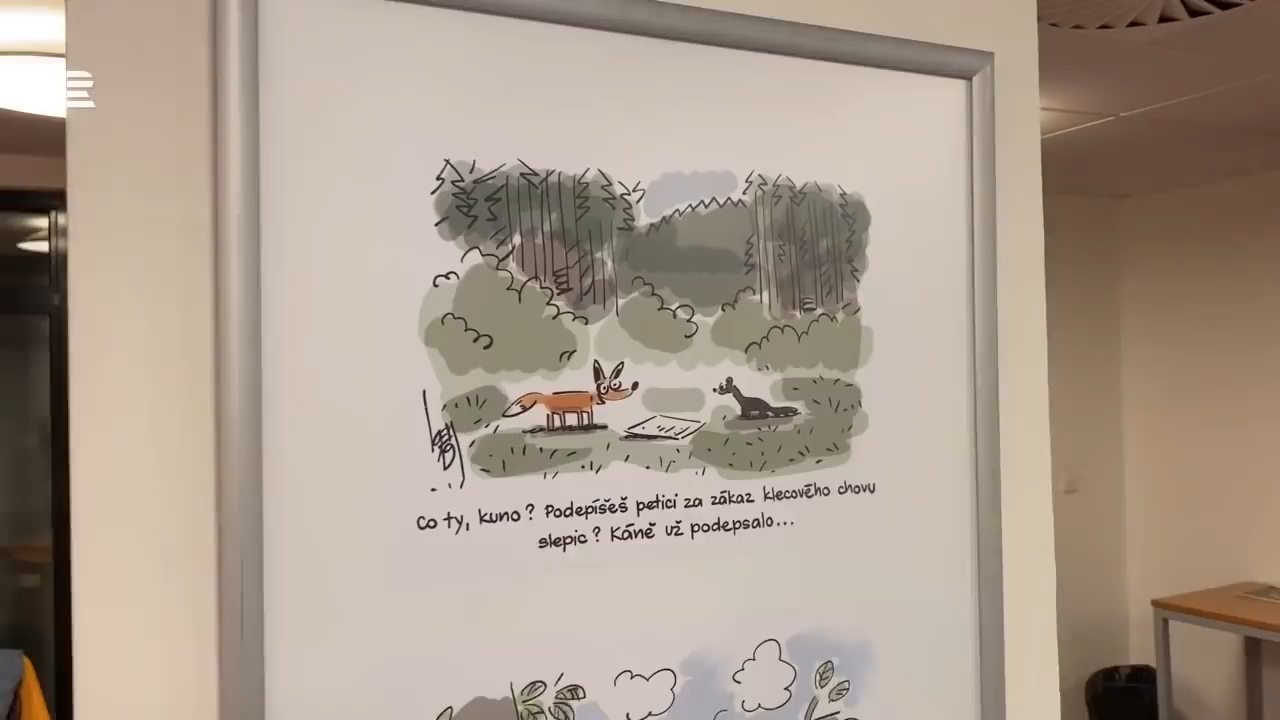 co ty, kuno? Podepíšeš petici za zákaz klecového chovu
slepic? Káně už podepsalo...